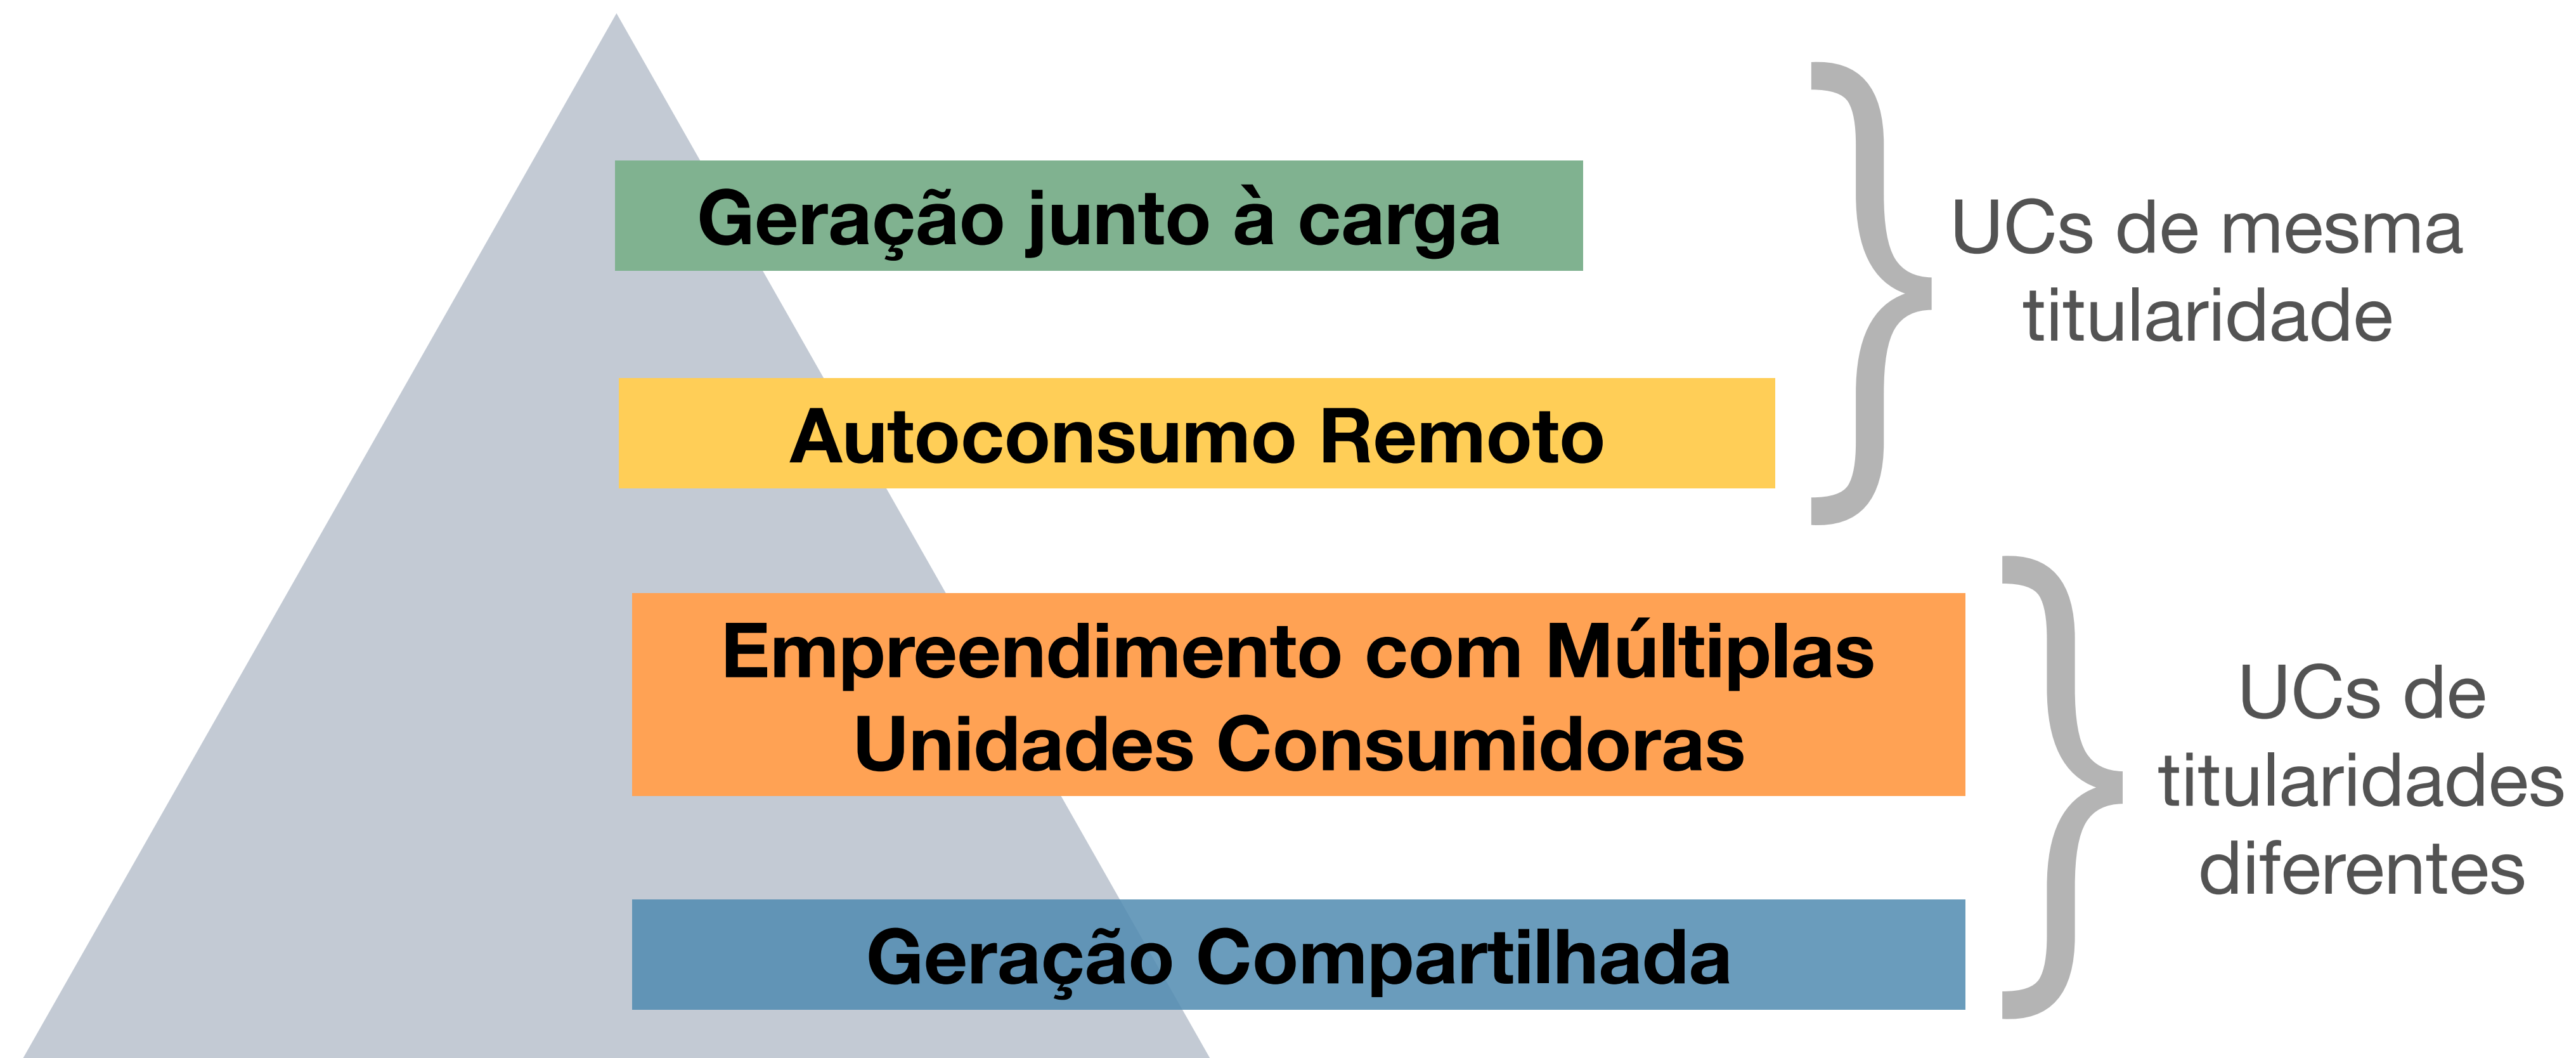 Geração junto à carga
UCs de mesma
titularidade
Autoconsumo Remoto
Empreendimento com Múltiplas
Unidades Consumidoras
UCs de
titularidades
diferentes
Geração Compartilhada